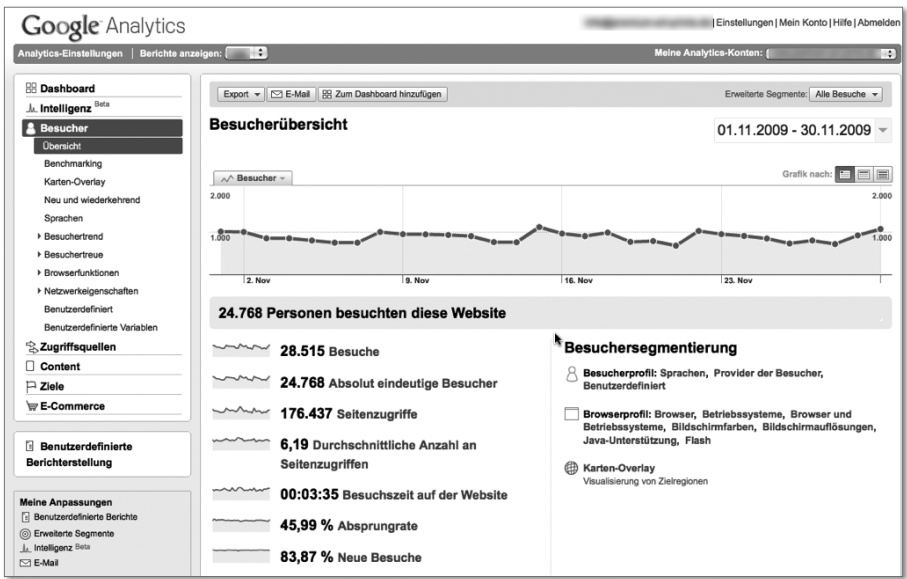 Google Analytics
| Einstellungen | Mein Konto | Hilfe | Abmelden
Analytics-Einstellungen | Berichte anzeigen:
Meine Analytics-Konten:
Dashboard
Intelligenz Beta
Besucher
Übersicht
Benchmarking
Karten-Overlay
Neu und wiederkehrend
Sprachen
Besuchertrend
Besuchertreue
Browserfunktionen
Netzwerkeigenschaften
Benutzerdefiniert
Benutzerdefinierte Variablen
Zugriffsquellen
Content
Ziele
E-Commerce
Benutzerdefinierte
Berichterstellung
Meine Anpassungen
Benutzerdefinierte Berichte
Erweiterte Segmente
Intelligenz Beta
E-Mail
Export
E-Mail
Zum Dashboard hinzufügen
Erweiterte Segmente: Alle Besuche
Besucherübersicht
01.11.2009 - 30.11.2009
Besucher
Grafik nach:
2.000
2.000
1.000
1.000
2. Nov
9. Nov
16. Nov
23. Nov
24.768 Personen besuchten diese Website
28.515 Besuche
24.768 Absolut eindeutige Besucher
176.437 Seitenzugriffe
6,19 Durchschnittliche Anzahl an
Seitenzugriffen
00:03:35 Besuchszeit auf der Website
45,99 % Absprungrate
83,87 % Neue Besuche
Besuchersegmentierung
Besucherprofil: Sprachen, Provider der Besucher,
Benutzerdefiniert
Browserprofil: Browser, Betriebssysteme, Browser und
Betriebssysteme, Bildschirmfarben, Bildschirmauflösungen,
Java-Unterstützung, Flash
Karten-Overlay
Visualisierung von Zielregionen